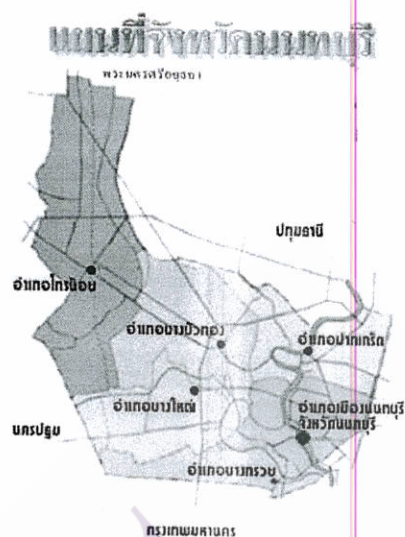 แผนที่จังหวัดนนทบุรี
พระนครศรีอยุธยา
ปทุมธานี
อำเภอไทรน้อย
อำเภอบางบัวทอง
อำเภอปากเกร็ด
อำเภอบางใหญ่
อำเภอเมืองนนทบุรี
จังหวัดนนทบุรี
นครปฐม
อำเภอบางกรวย
กรุงเทพมหานคร